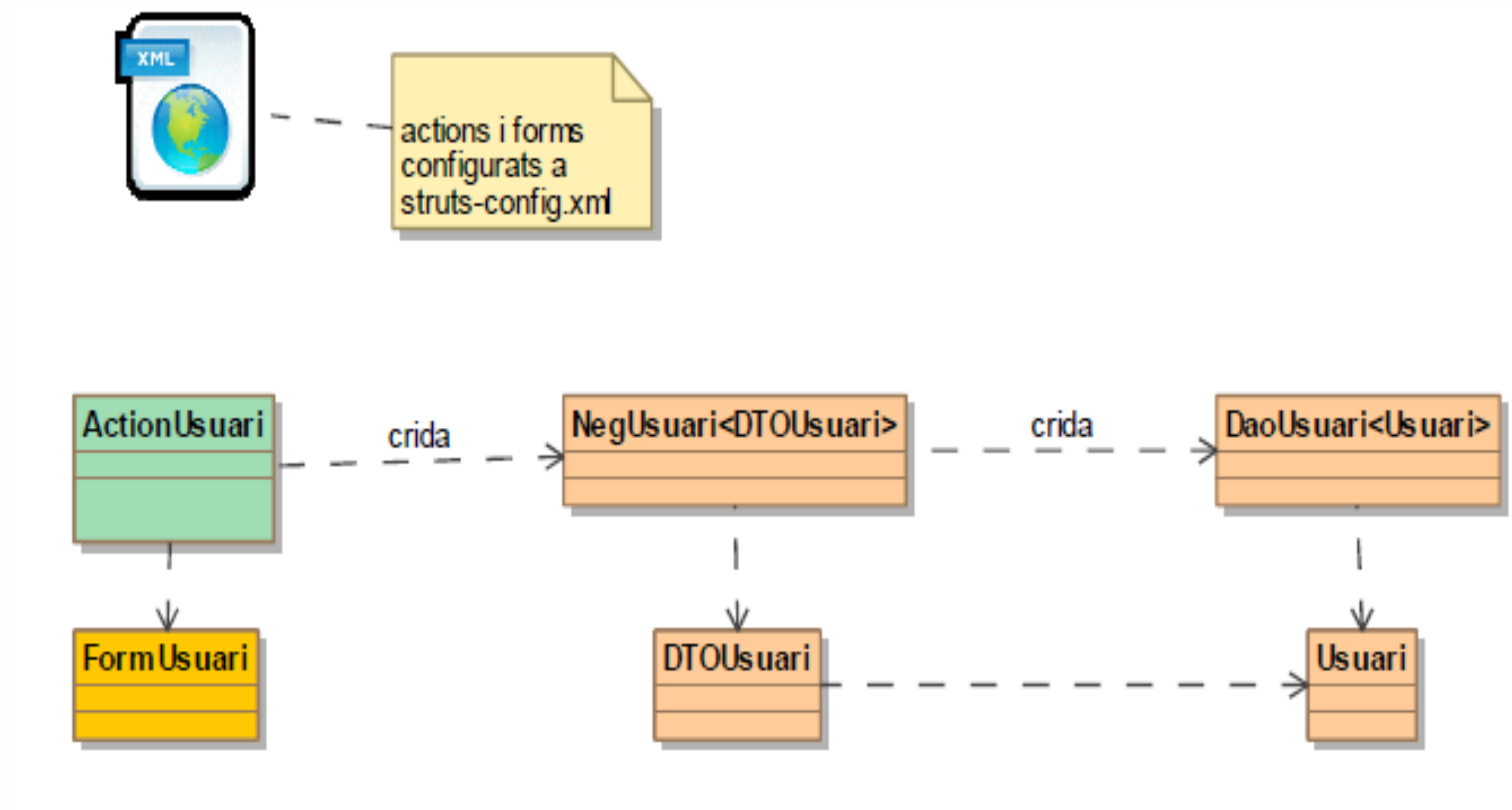 XML
actions i forms
configurats a
struts-config.xml
ActionUsuari
crida
NegUsuari<DTOUsuari>
crida
DaoUsuari<Usuari>
FormUsuari
DTOUsuari
Usuari